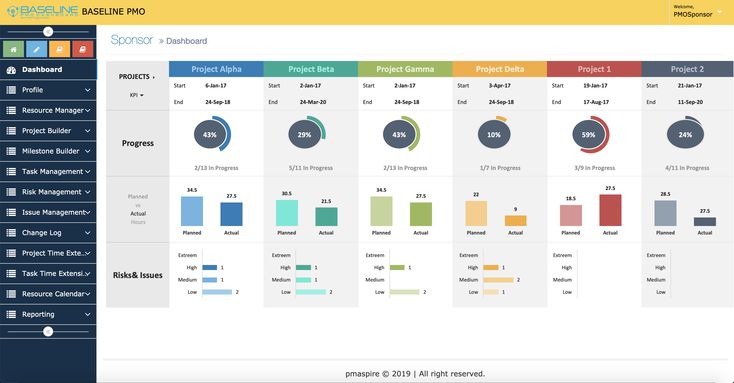 BASELINE
PMO DASHBOARD
BASELINE PMO
Welcome,
PMOSponsor
Sponsor » Dashboard
Dashboard
Profile
Resource Manager
Project Builder
Milestone Builder
Task Management
Risk Management
Issue Management
Change Log
Project Time Exte...
Task Time Extensi...
Resource Calendar
Reporting
PROJECTS
KPI
Project Alpha Project Beta Project Gamma Project Delta Project 1 Project 2
Start 6-Jan-17 Start 2-Jan-17 Start 2-Jan-17 Start 3-Apr-17 Start 19-Jan-17 Start 21-Jan-17
End 24-Sep-18 End 24-Mar-20 End 24-Sep-18 End 24-Sep-18 End 17-Aug-17 End 11-Sep-20
Progress
43% 29% 43% 10% 59% 24%
2/13 In Progress 5/11 In Progress 2/13 In Progress 1/7 In Progress 3/9 In Progress 4/11 In Progress
Planned
vs
Actual
Hours
34.5 27.5 30.5 21.5 34.5 27.5 22 9 18.5 27.5 28.5 27.5
Planned Actual Planned Actual Planned Actual Planned Actual Planned Actual Planned Actual
Risks& Issues
Extreem Extreem Extreem Extreem Extreem Extreem
High 1 High 1 High 1 High 1 High High
Medium 1 Medium 1 Medium Medium 2 Medium Medium
Low 2 Low 2 Low 2 Low 1 Low Low
pmaspire © 2019 | All right reserved.